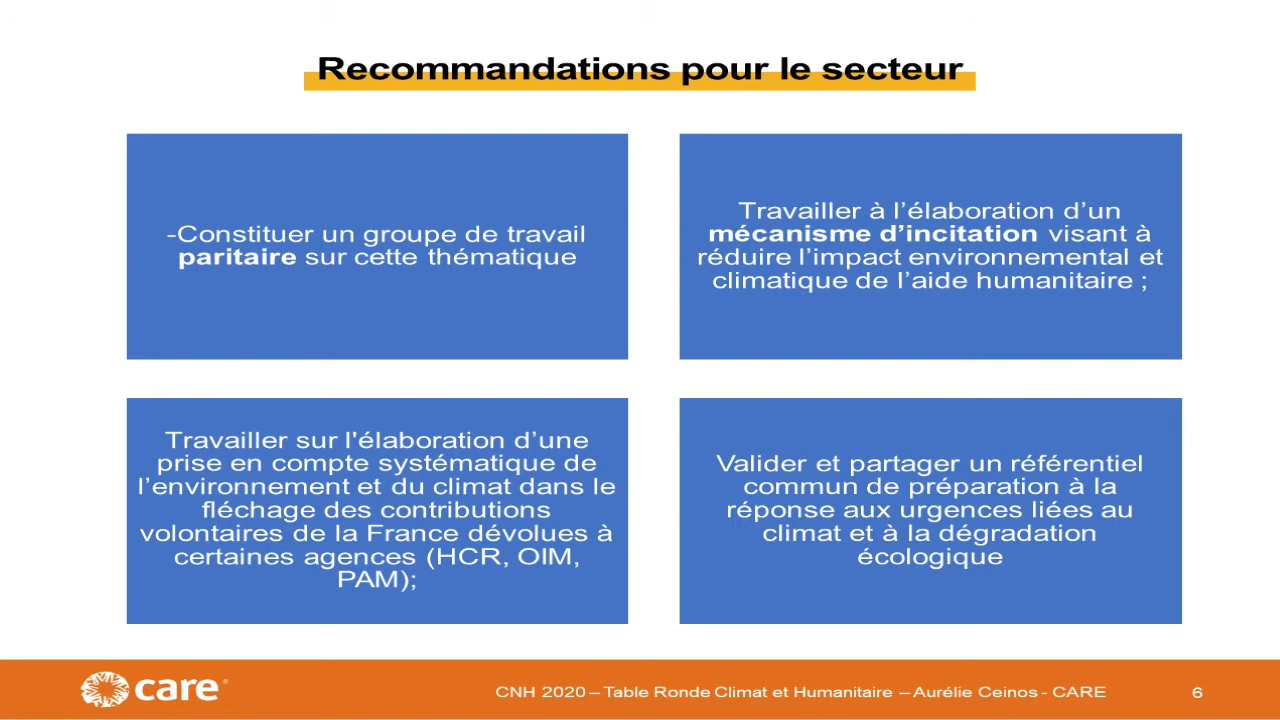 Recommandations pour le secteur
-Constituer un groupe de travail
paritaire sur cette thématique
Travailler à l’élaboration d’un
mécanisme d’incitation visant à
réduire l’impact environnemental et
climatique de l’aide humanitaire ;
Travailler sur l'élaboration d’une
prise en compte systématique de
l’environnement et du climat dans le
fléchage des contributions
volontaires de la France dévolues à
certaines agences (HCR, OIM,
PAM);
Valider et partager un référentiel
commun de préparation à la
réponse aux urgences liées au
climat et à la dégradation
écologique
care®
CNH 2020 – Table Ronde Climat et Humanitaire – Aurélie Ceinos - CARE
6